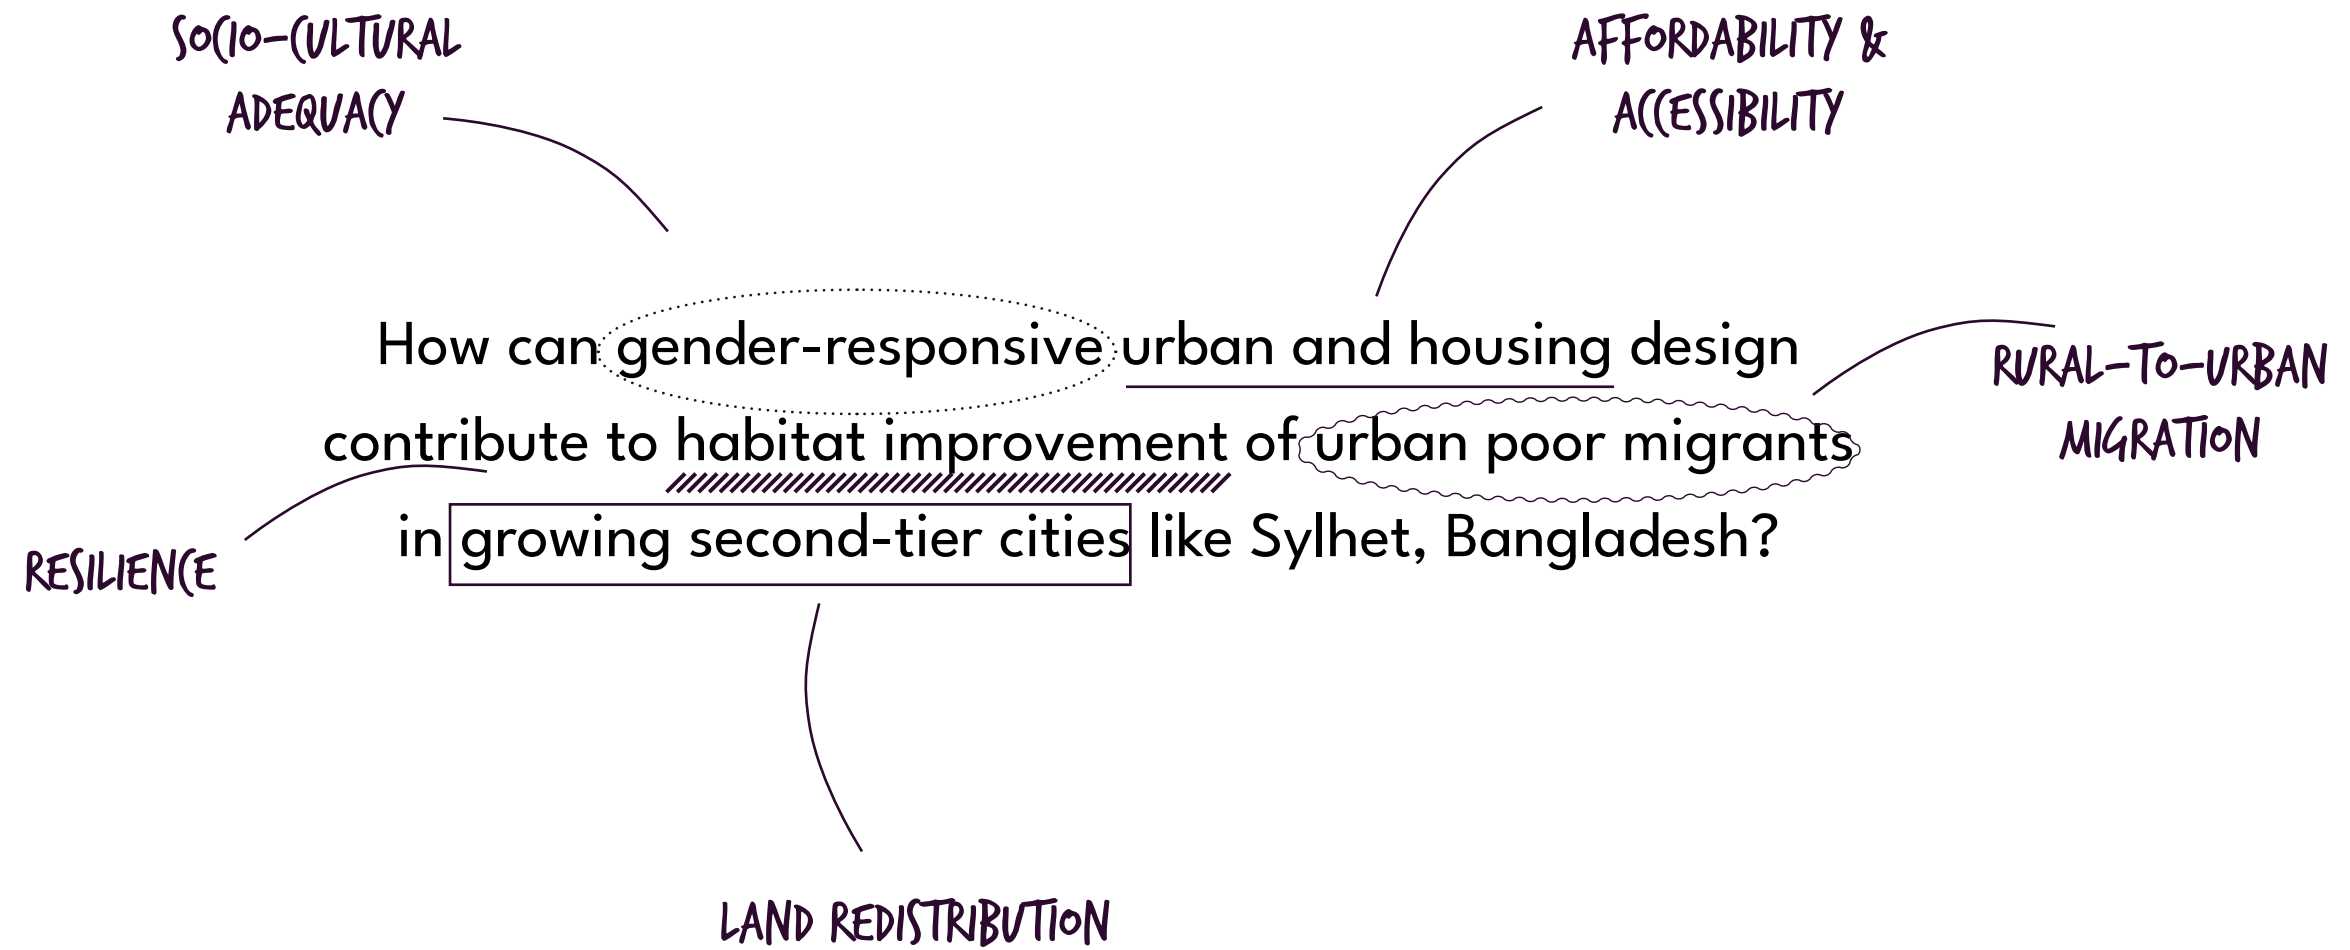 SOCIO-CULTURAL
ADEQUACY
AFFORDABILITY &
ACCESSIBILITY
How can gender-responsive urban and housing design
contribute to habitat improvement of urban poor migrants
in growing second-tier cities like Sylhet, Bangladesh?
RURAL-TO-URBAN
MIGRATION
RESILIENCE
LAND REDISTRIBUTION